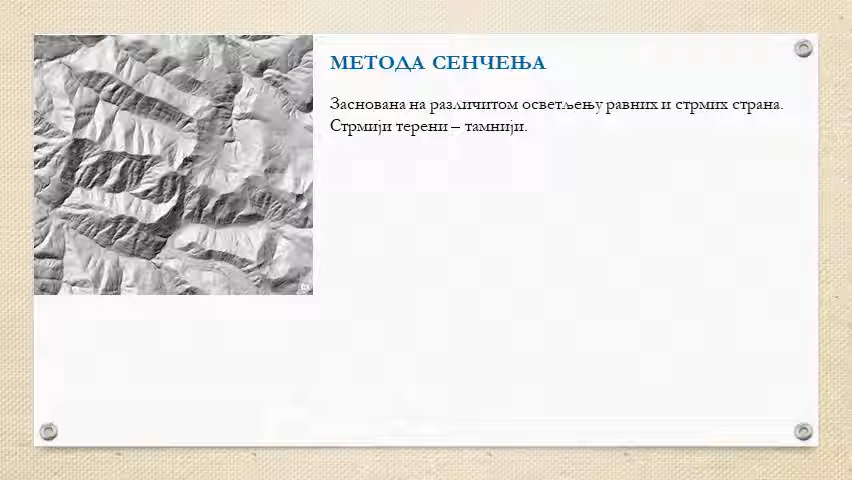 МЕТОДА СЕНЧЕЊА
Заснована на различитом осветљењу равних и стрмих страна.
Стрмији терени – тамнији.